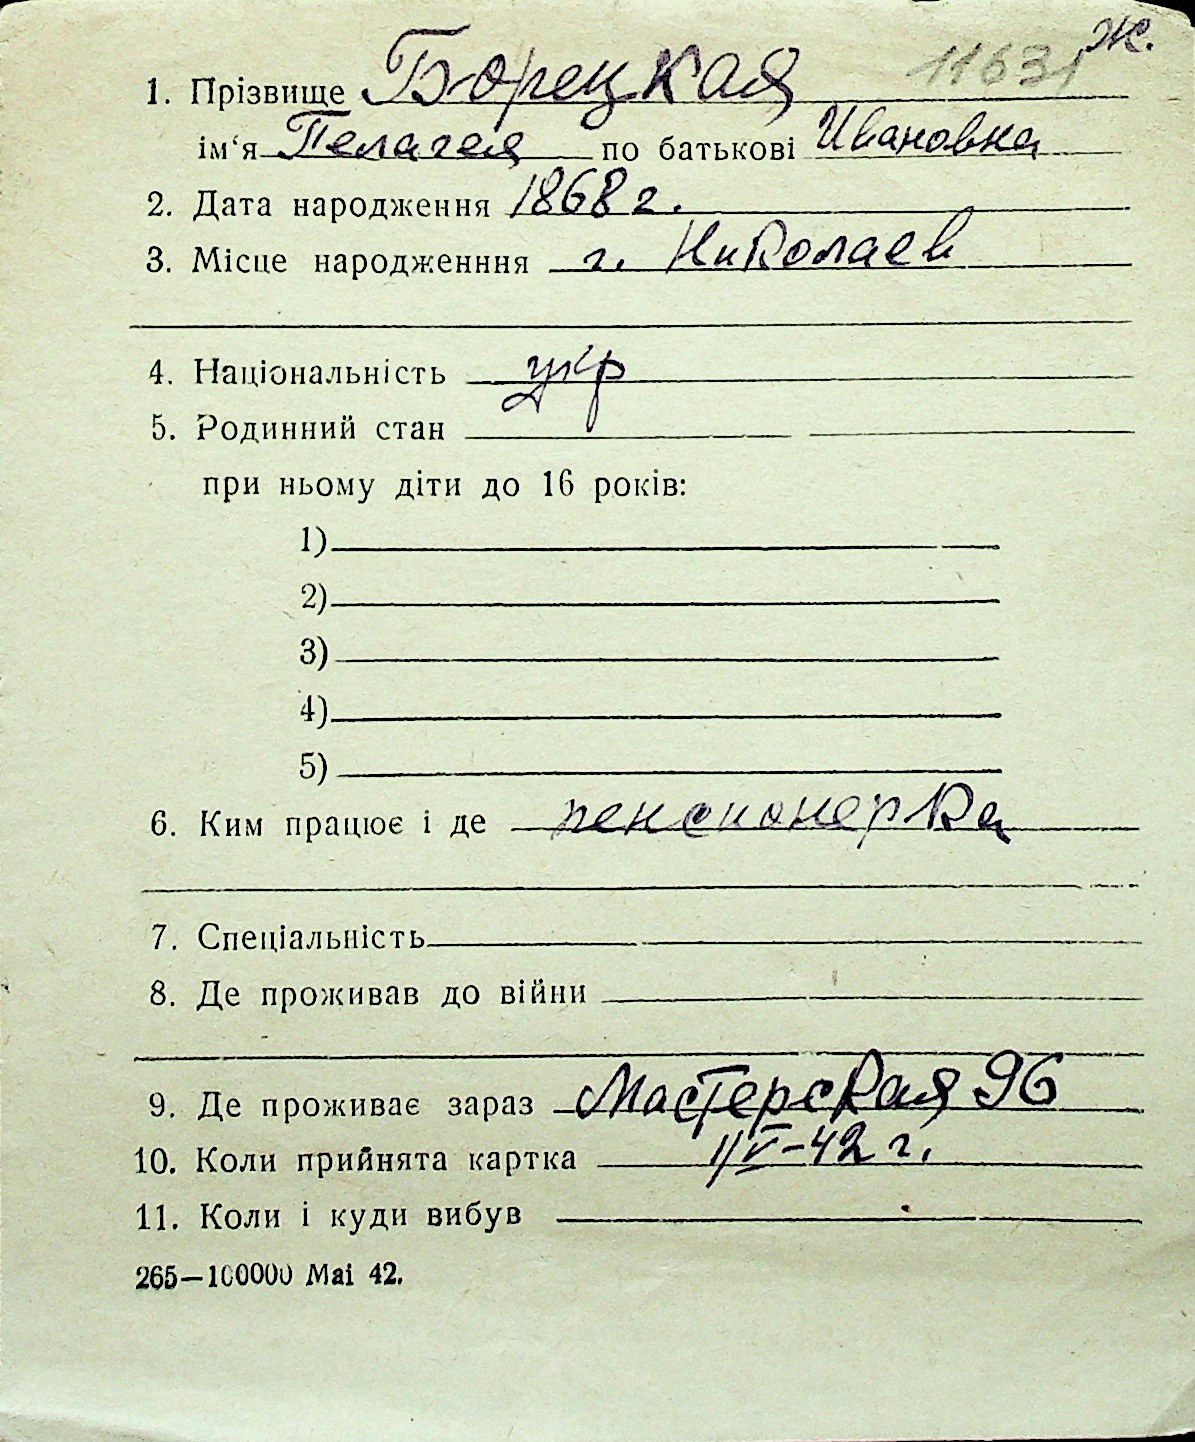 Ж.
11631
1. Прізвище Борецкая
ім‘я Пелагея по батькові Ивановна
2. Дата народження 1868 г.
3. Місце народженння г. Николаев
4. Національність укр
5. Родинний стан
при ньому діти до 16 років:
1)
2)
3)
4)
5)
6. Ким працює і де пенсионерка
7. Спеціальність
8. Де проживав до війни
9. Де проживає зараз Мастерская 96
10. Коли прийнята картка 1/V-42 г.
11. Коли і куди вибув
265—100000 Mai 42.